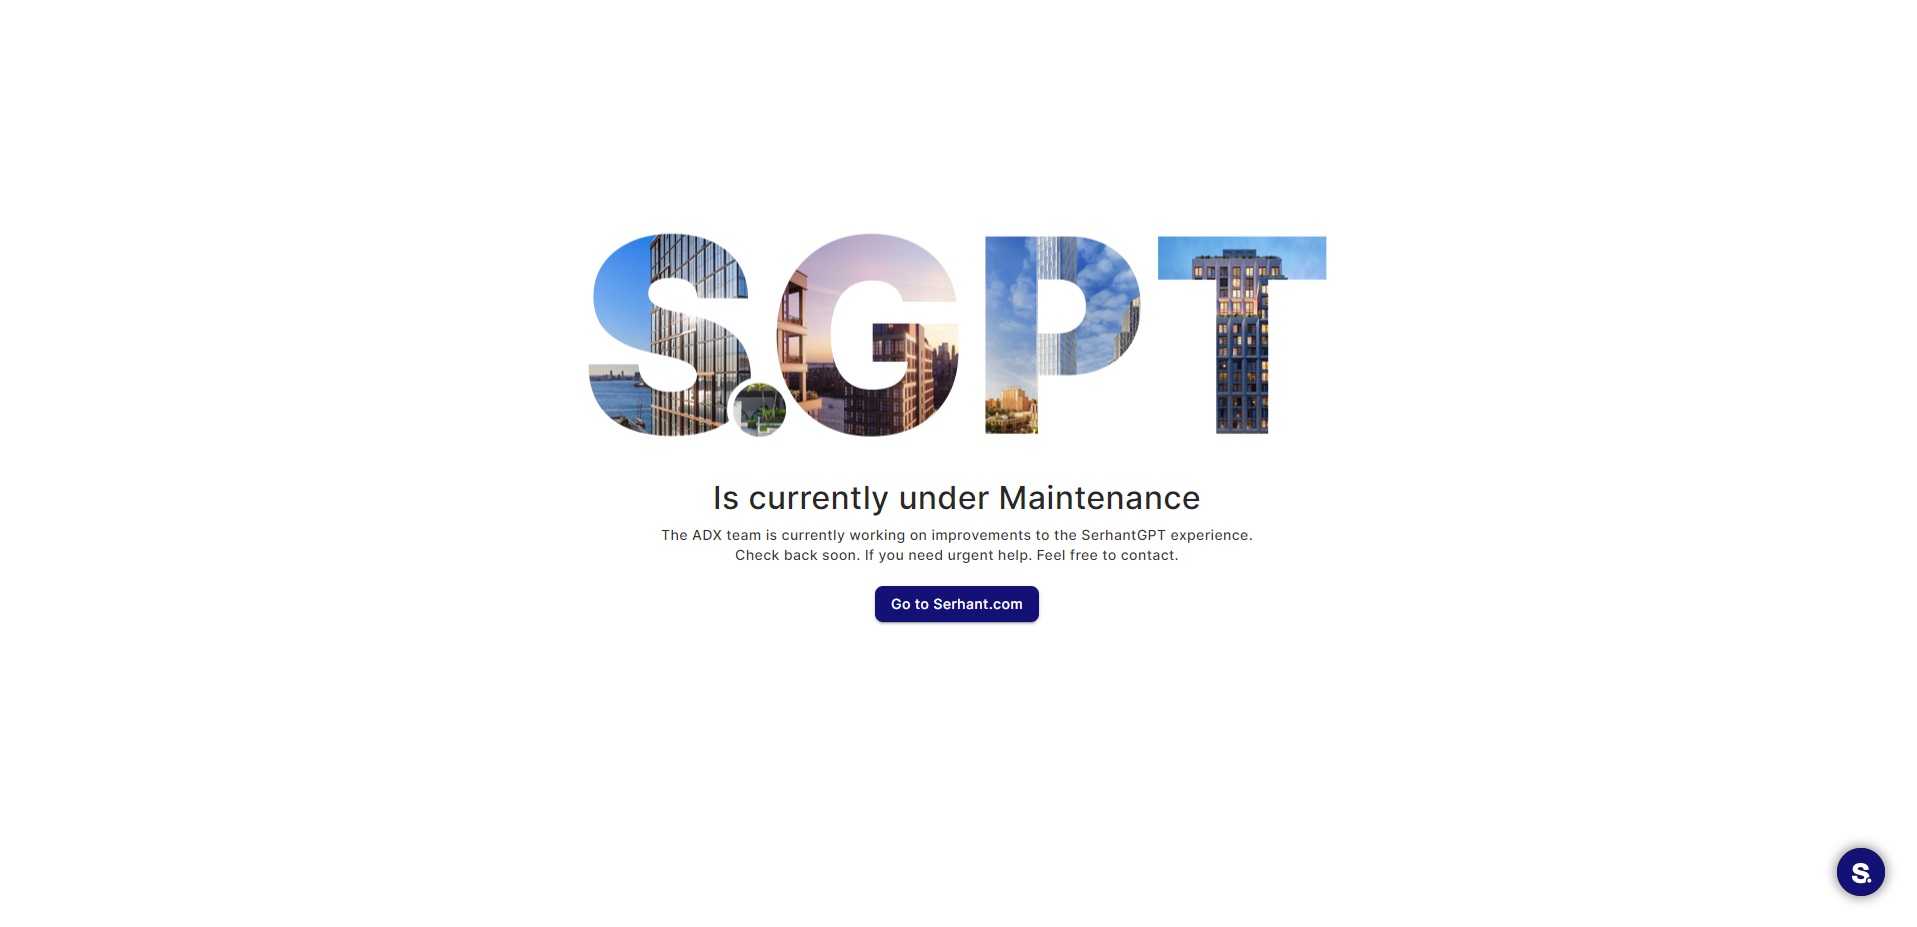 S.GPT
Is currently under Maintenance
The ADX team is currently working on improvements to the SerhantGPT experience.
Check back soon. If you need urgent help. Feel free to contact.
Go to Serhant.com
S.